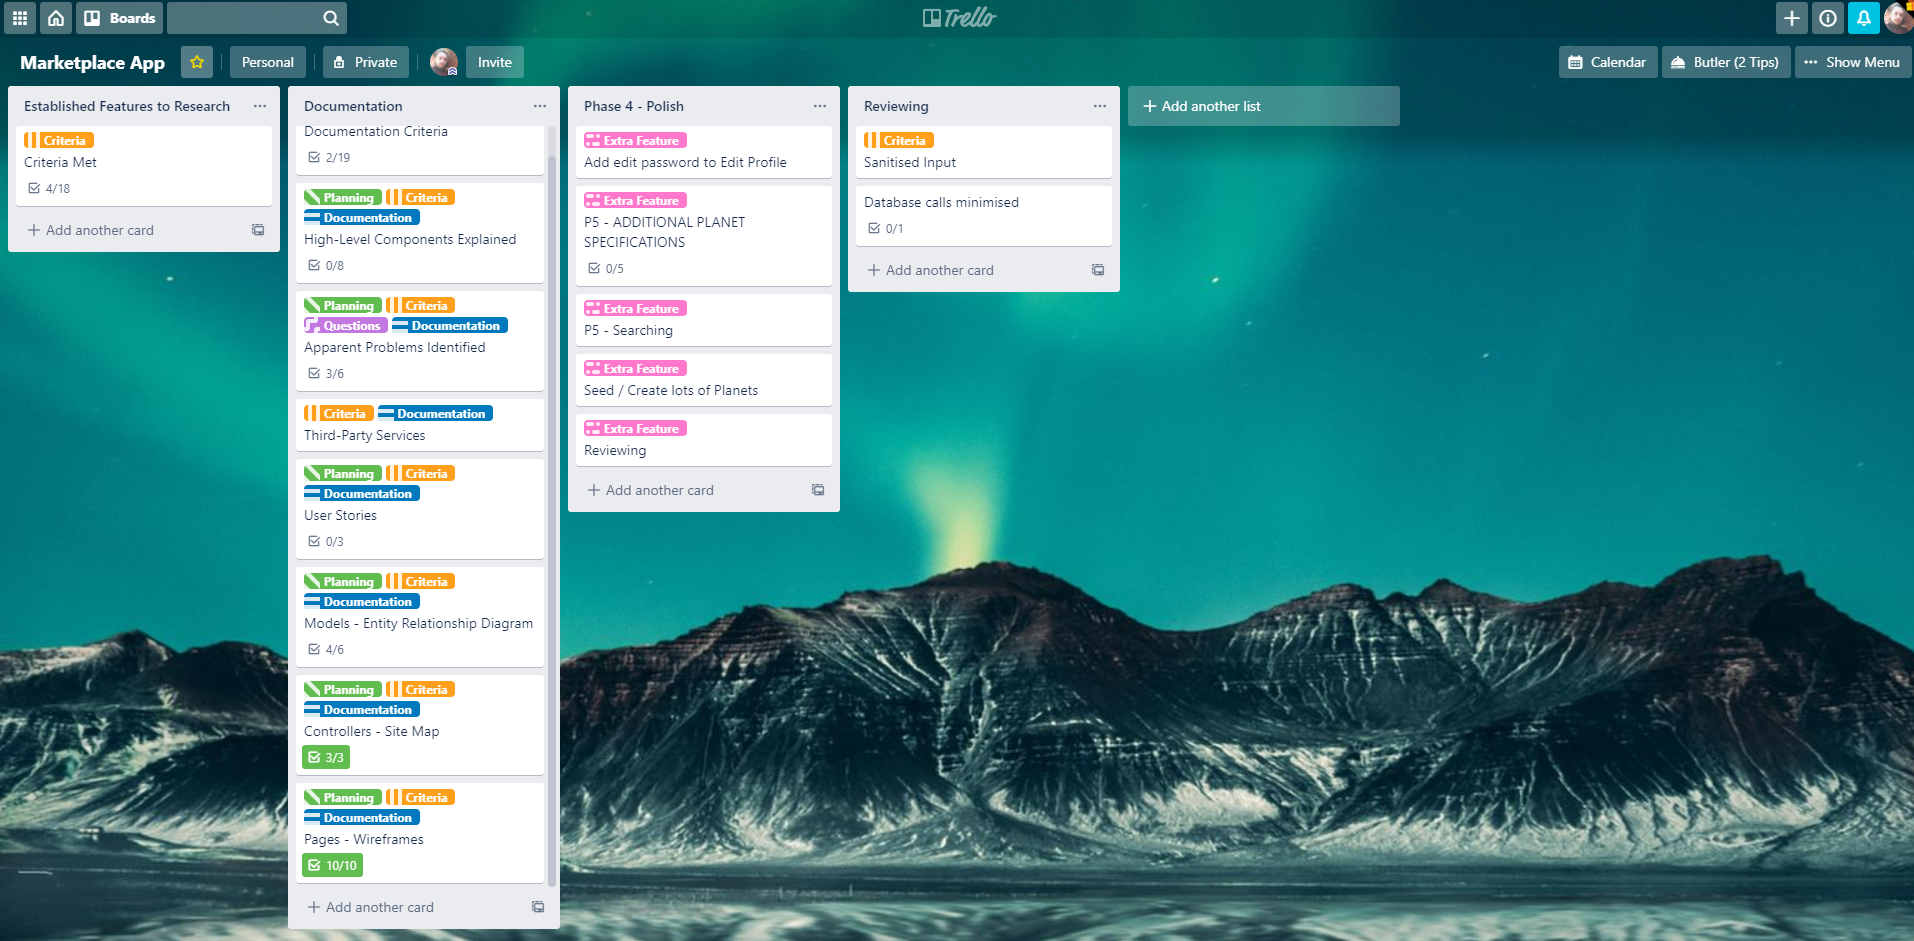 Boards
Trello
Marketplace App
Personal
Private
Invite
Calendar
Butler (2 Tips)
Show Menu
Established Features to Research
Criteria
Criteria Met
4/18
Add another card
Documentation
Documentation Criteria
2/19
Planning Criteria
Documentation
High-Level Components Explained
0/8
Planning Criteria
Questions Documentation
Apparent Problems Identified
3/6
Criteria Documentation
Third-Party Services
Planning Criteria
Documentation
User Stories
0/3
Planning Criteria
Documentation
Models - Entity Relationship Diagram
4/6
Planning Criteria
Documentation
Controllers - Site Map
3/3
Planning Criteria
Documentation
Pages - Wireframes
10/10
Add another card
Phase 4 - Polish
Extra Feature
Add edit password to Edit Profile
Extra Feature
P5 - ADDITIONAL PLANET
SPECIFICATIONS
0/5
Extra Feature
P5 - Searching
Extra Feature
Seed / Create lots of Planets
Extra Feature
Reviewing
Add another card
Reviewing
Criteria
Sanitised Input
Database calls minimised
0/1
Add another card
Add another list